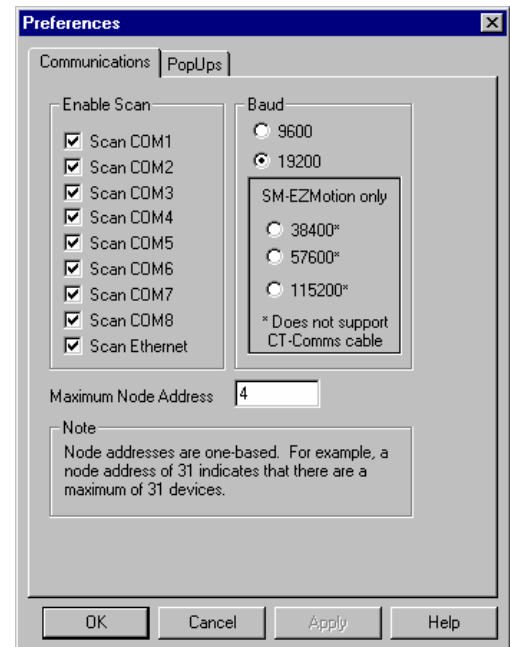 Preferences
Communications
PopUps
Enable Scan
Scan COM1
Scan COM2
Scan COM3
Scan COM4
Scan COM5
Scan COM6
Scan COM7
Scan COM8
Scan Ethernet
Baud
9600
19200
SM-EZMotion only
38400*
57600*
115200*
* Does not support
CT-Comms cable
Maximum Node Address 4
Note
Node addresses are one-based. For example, a
node address of 31 indicates that there are a
maximum of 31 devices.
OK Cancel Apply Help